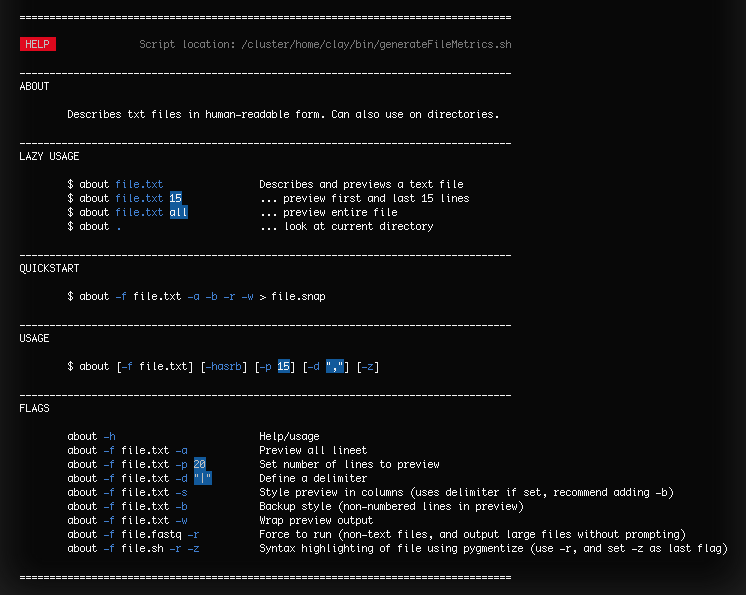 ================================================================================
HELP Script location: /cluster/home/clay/bin/generateFileMetrics.sh
--------------------------------------------------------------------------------
ABOUT
Describes txt files in human-readable form. Can also use on directories.
--------------------------------------------------------------------------------
LAZY USAGE
$ about file.txt Describes and previews a text file
$ about file.txt 15 ... preview first and last 15 lines
$ about file.txt all ... preview entire file
$ about . ... look at current directory
--------------------------------------------------------------------------------
QUICKSTART
$ about -f file.txt -a -b -r -w > file.snap
--------------------------------------------------------------------------------
USAGE
$ about [-f file.txt] [-hasrb] [-p 15] [-d ","] [-z]
--------------------------------------------------------------------------------
FLAGS
about -h Help/usage
about -f file.txt -a Preview all lineet
about -f file.txt -p 20 Set number of lines to preview
about -f file.txt -d "|" Define a delimiter
about -f file.txt -s Style preview in columns (uses delimiter if set, recommend adding -b)
about -f file.txt -b Backup style (non-numbered lines in preview)
about -f file.txt -w Wrap preview output
about -f file.fastq -r Force to run (non-text files, and output large files without prompting)
about -f file.sh -r -z Syntax highlighting of file using pygmentize (use -r, and set -z as last flag)
================================================================================